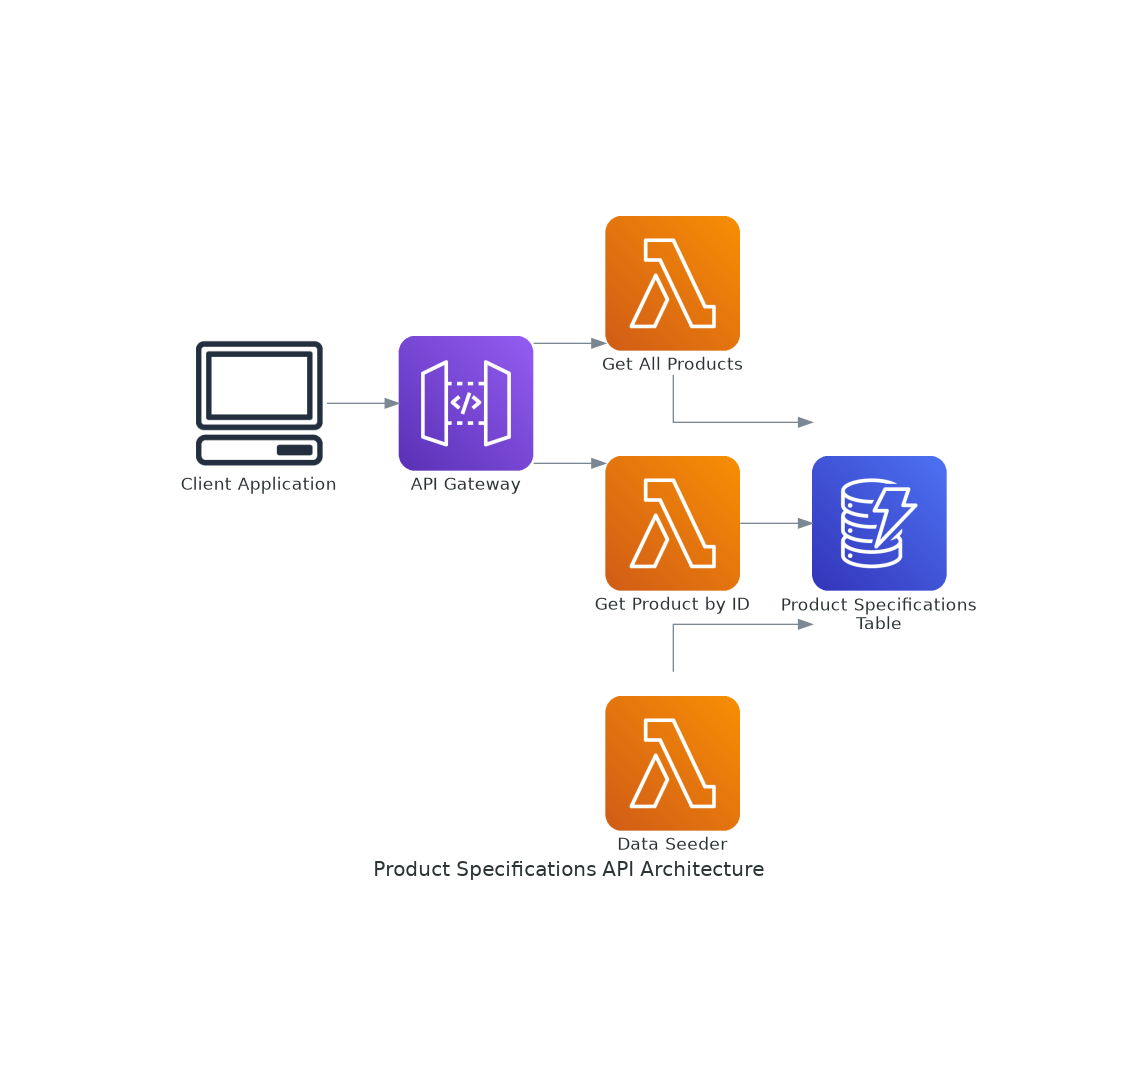 Get All Products
Client Application
API Gateway
Get Product by ID
Product Specifications
Table
Data Seeder
Product Specifications API Architecture